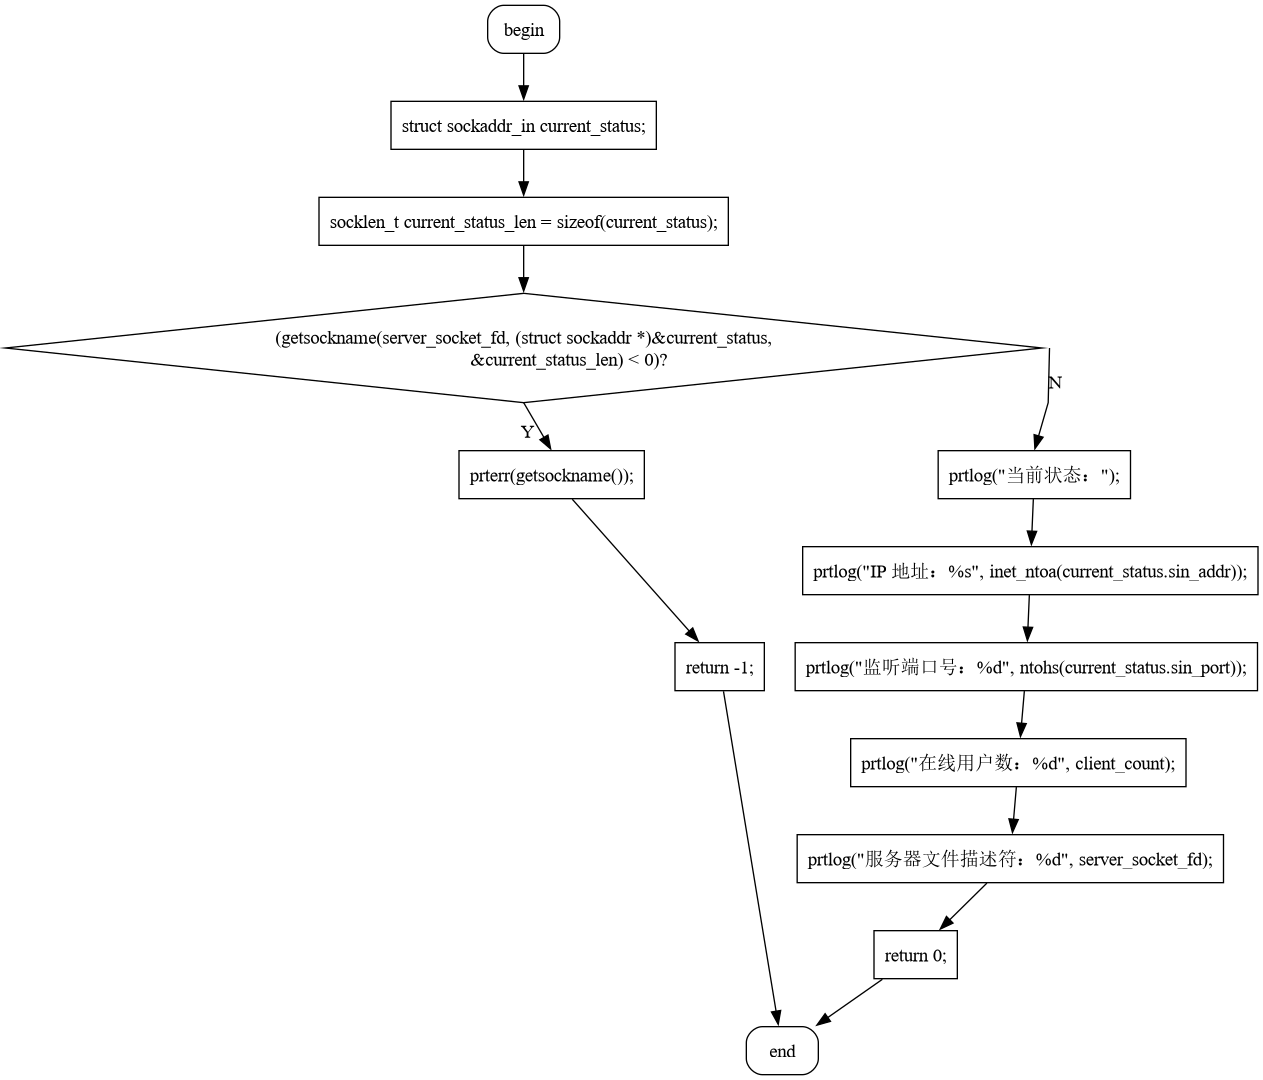 begin
struct sockaddr_in current_status;
socklen_t current_status_len = sizeof(current_status);
(getsockname(server_socket_fd, (struct sockaddr *)&current_status,
&current_status_len) < 0)?
N
Y
prterr(getsockname());
prtlog("当前状态：");
prtlog("IP 地址：%s", inet_ntoa(current_status.sin_addr));
return -1;
prtlog("监听端口号：%d", ntohs(current_status.sin_port));
prtlog("在线用户数：%d", client_count);
prtlog("服务器文件描述符：%d", server_socket_fd);
return 0;
end